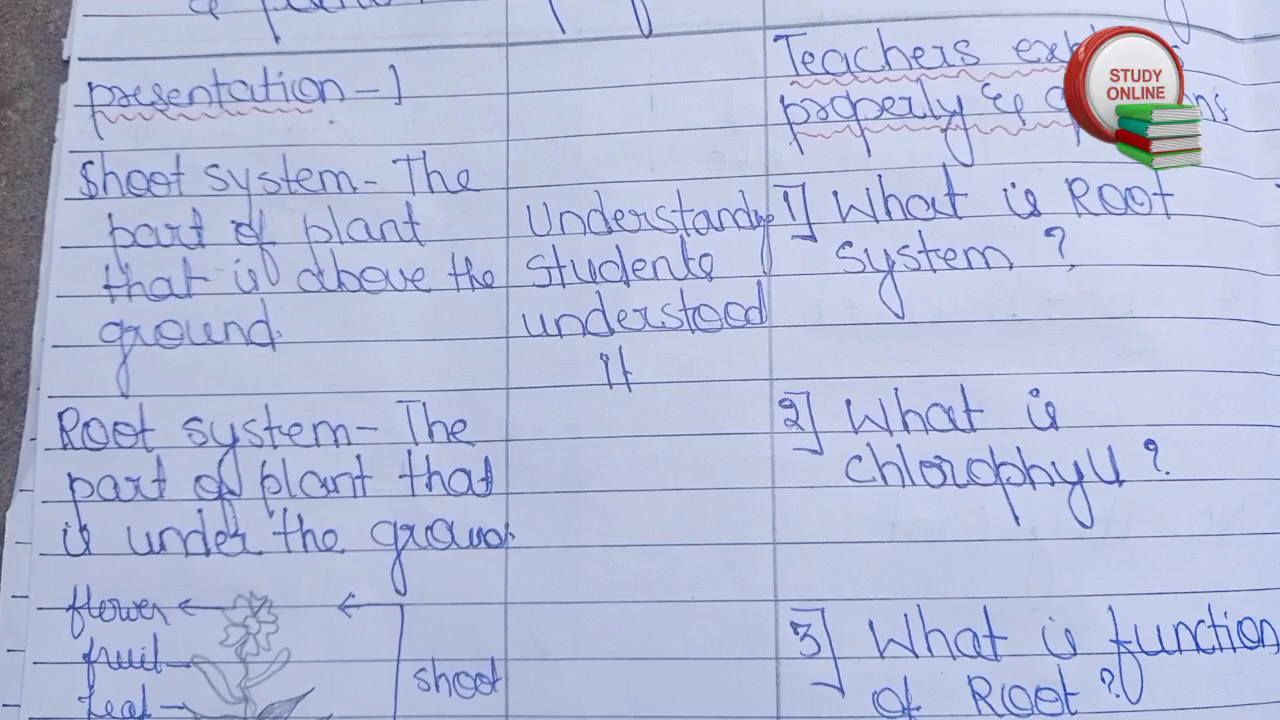 presentation - 1
Shoot system - The
part of plant
that is above the
ground.
Root system - The
part of plant that
is under the ground.
flower
fruit
Leaf
shoot
Understand
Students
understood
it
Teachers
properly &
1] What is Root
system ?
2] What is
chlorophyll ?
3] What is function
of Root ?
STUDY
ONLINE